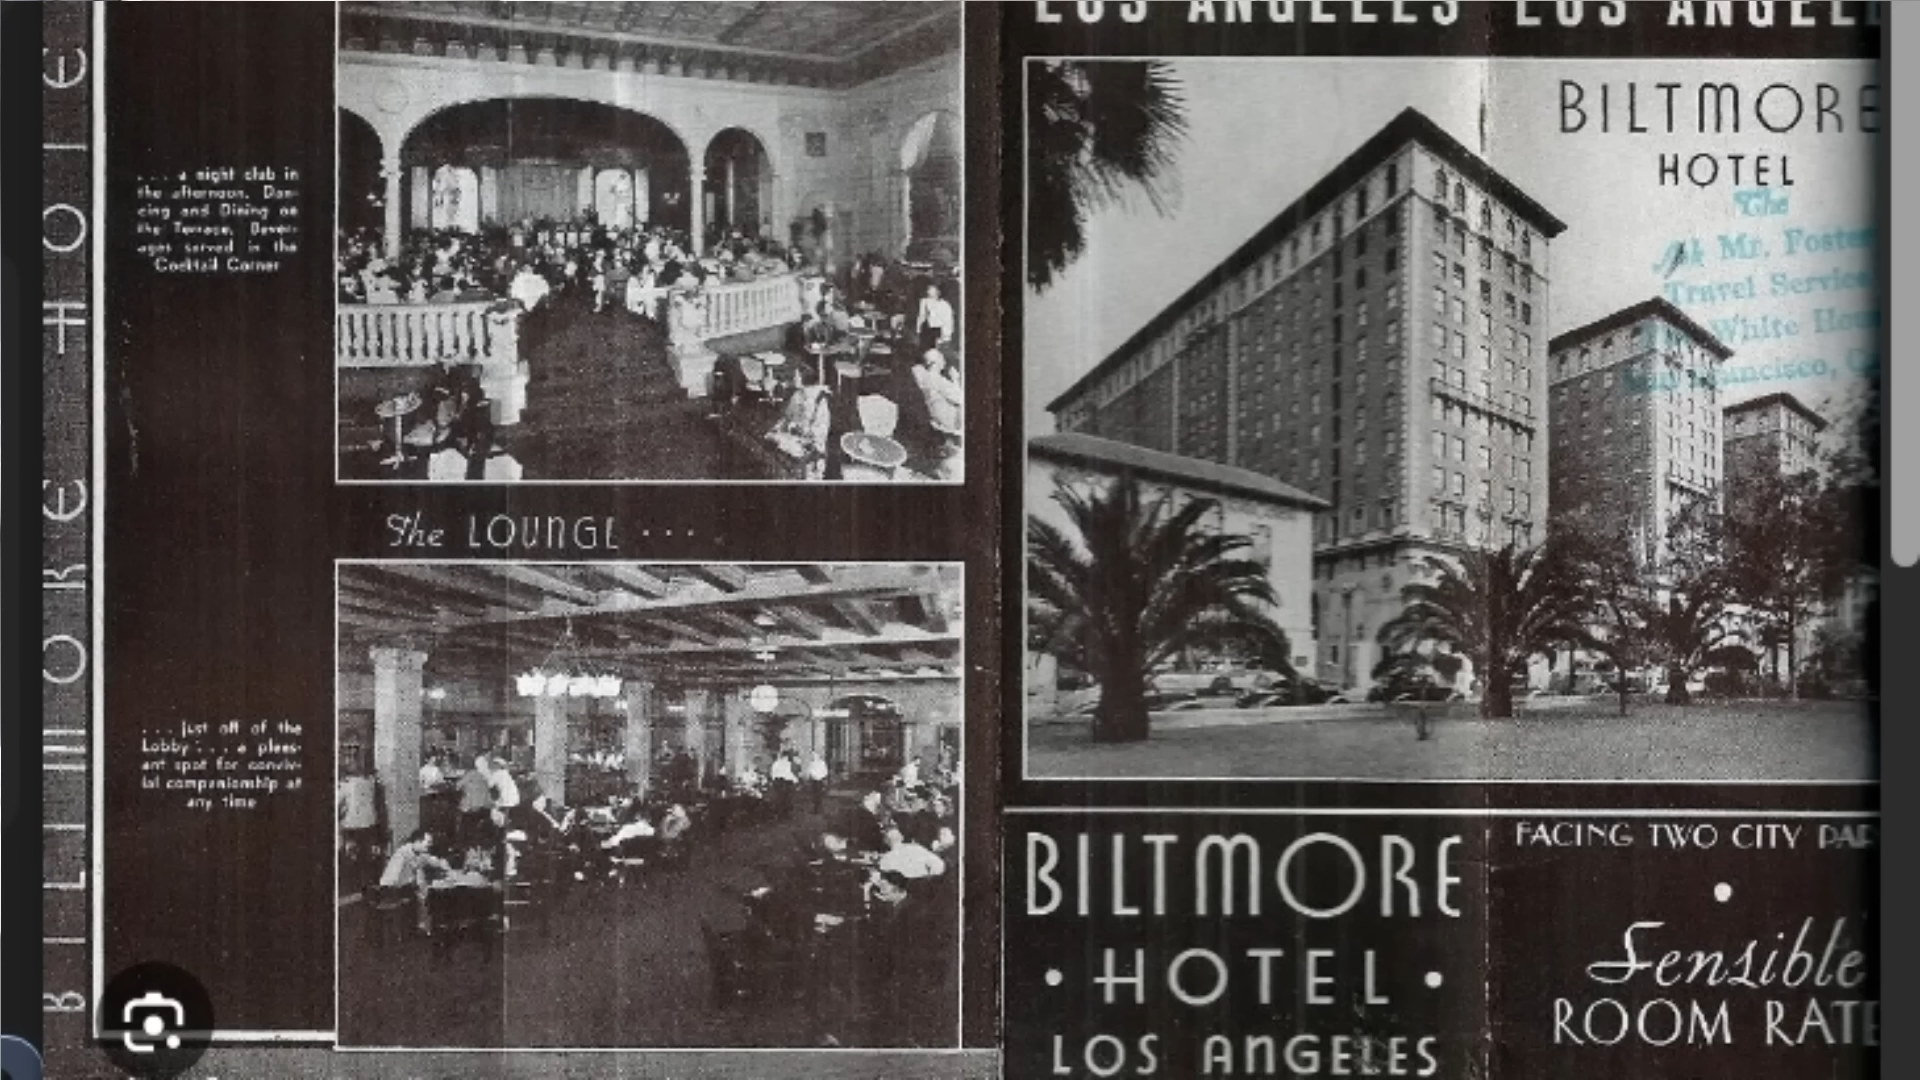 BILTMORE HOTE
. . . a night club in
the afternoon. Dan-
cing and Dining on
the Terrace. Bever-
ages served in the
Cocktail Corner
The LOUNGE . . .
. . . just off of the
Lobby . . . a pleas-
ant spot for conviv-
ial companionship at
any time
LOS ANGELES LOS ANGEL
BILTMORE
HOTEL
The
Ask Mr. Foster
Travel Service
White
BILTMORE
• HOTEL •
LOS ANGELES
FACING TWO CITY PAR
•
Sensible
ROOM RATE